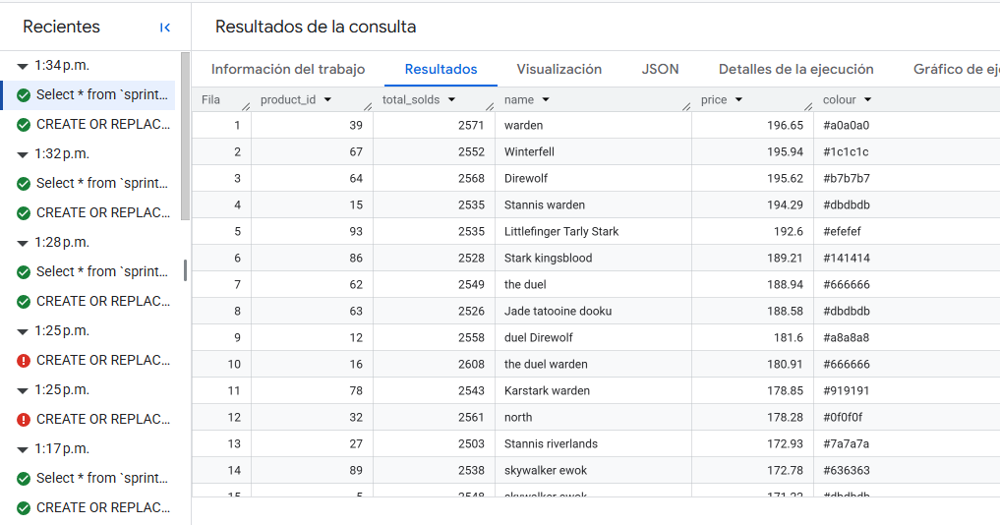 Recientes
1:34 p.m.
Select * from `sprint...
CREATE OR REPLAC...
1:32 p.m.
Select * from `sprint...
CREATE OR REPLAC...
1:28 p.m.
Select * from `sprint...
CREATE OR REPLAC...
1:25 p.m.
CREATE OR REPLAC...
1:25 p.m.
CREATE OR REPLAC...
1:17 p.m.
Select * from `sprint...
CREATE OR REPLAC...
Resultados de la consulta
Información del trabajo Resultados Visualización JSON Detalles de la ejecución Gráfico de eje
Fila product_id total_solds name price colour
1 39 2571 warden 196.65 #a0a0a0
2 67 2552 Winterfell 195.94 #1c1c1c
3 64 2568 Direwolf 195.62 #b7b7b7
4 15 2535 Stannis warden 194.29 #dbdbdb
5 93 2535 Littlefinger Tarly Stark 192.6 #efefef
6 86 2528 Stark kingsblood 189.21 #141414
7 62 2549 the duel 188.94 #666666
8 63 2526 Jade tatooine dooku 188.58 #dbdbdb
9 12 2558 duel Direwolf 181.6 #a8a8a8
10 16 2608 the duel warden 180.91 #666666
11 78 2543 Karstark warden 178.85 #919191
12 32 2561 north 178.28 #0f0f0f
13 27 2503 Stannis riverlands 172.93 #7a7a7a
14 89 2538 skywalker ewok 172.78 #636363
15 5 2548 skywalker ewok #dbdbdb